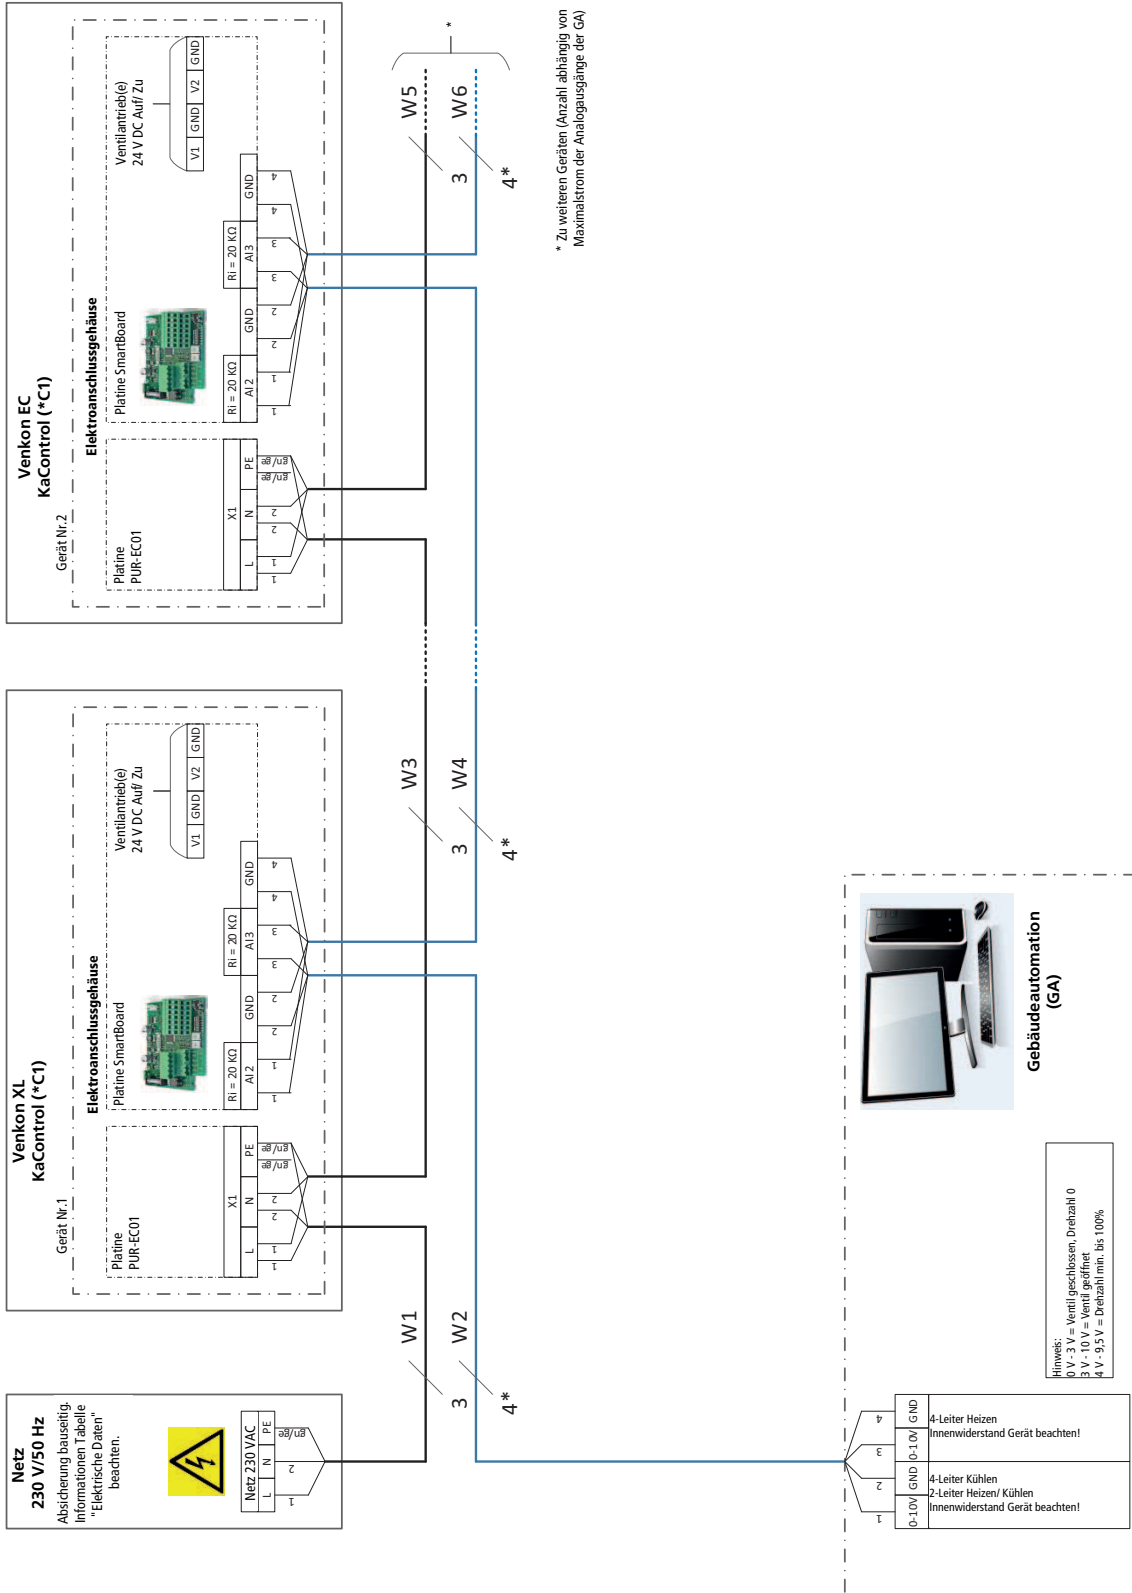 Netz
230 V/50 Hz
Absicherung bauseitig.
Informationen Tabelle
"Elektrische Daten"
beachten.
Netz 230 VAC
L
N
PE
1
2
gn/ge
3
W1
4*
W2
Venkon XL
KaControl (*C1)
Gerät Nr.1
Elektroanschlussgehäuse
Platine
PUR-EC01
X1
L
N
PE
1
1
2
2
gn/ge
gn/ge
Platine SmartBoard
Ri = 20 KΩ
Ri = 20 KΩ
AI2
GND
AI3
GND
1
1
2
2
3
3
4
4
Ventilantrieb(e)
24 V DC Auf/ Zu
V1
GND
V2
GND
3
W3
4*
W4
Venkon EC
KaControl (*C1)
Gerät Nr.2
Elektroanschlussgehäuse
Platine
PUR-EC01
X1
L
N
PE
1
1
2
2
gn/ge
gn/ge
Platine SmartBoard
Ri = 20 KΩ
Ri = 20 KΩ
AI2
GND
AI3
GND
1
1
2
2
3
3
4
4
Ventilantrieb(e)
24 V DC Auf/ Zu
V1
GND
V2
GND
3
W5
4*
W6
*
* Zu weiteren Geräten (Anzahl abhängig von
Maximalstrom der Analogausgänge der GA)
1
2
3
4
0-10V
GND
0-10V
GND
4-Leiter Kühlen
2-Leiter Heizen/ Kühlen
Innenwiderstand Gerät beachten!
4-Leiter Heizen
Innenwiderstand Gerät beachten!
Hinweis:
0 V - 3 V = Ventil geschlossen, Drehzahl 0
3 V - 10 V = Ventil geöffnet
4 V - 9,5 V = Drehzahl min. bis 100%
Gebäudeautomation
(GA)